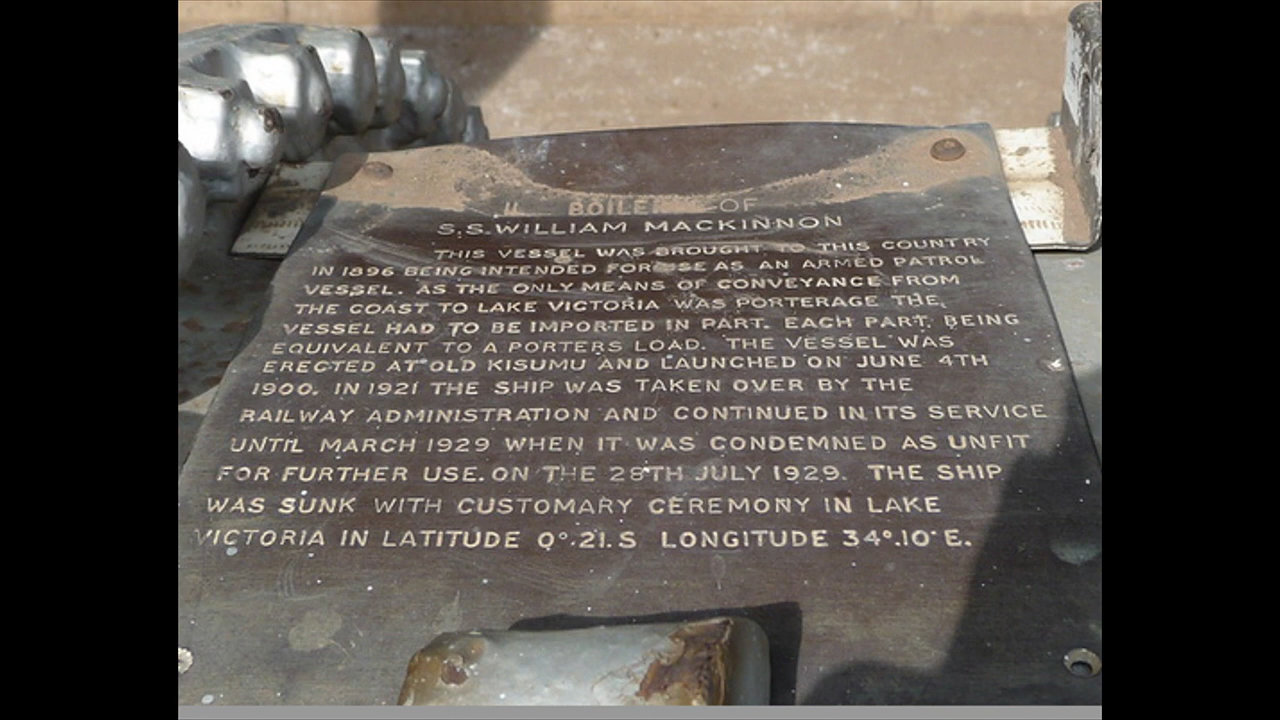 BOILER OF
S.S. WILLIAM MACKINNON
THIS VESSEL WAS BROUGHT TO THIS COUNTRY
IN 1896 BEING INTENDED FOR USE AS AN ARMED PATROL
VESSEL. AS THE ONLY MEANS OF CONVEYANCE FROM
THE COAST TO LAKE VICTORIA WAS PORTERAGE THE
VESSEL HAD TO BE IMPORTED IN PART. EACH PART. BEING
EQUIVALENT TO A PORTERS LOAD. THE VESSEL WAS
ERECTED AT OLD KISUMU AND LAUNCHED ON JUNE 4TH
1900. IN 1921 THE SHIP WAS TAKEN OVER BY THE
RAILWAY ADMINISTRATION AND CONTINUED IN ITS SERVICE
UNTIL MARCH 1929 WHEN IT WAS CONDEMNED AS UNFIT
FOR FURTHER USE. ON THE 28TH JULY 1929. THE SHIP
WAS SUNK WITH CUSTOMARY CEREMONY IN LAKE
VICTORIA IN LATITUDE 0°.21.S LONGITUDE 34°.10'E.